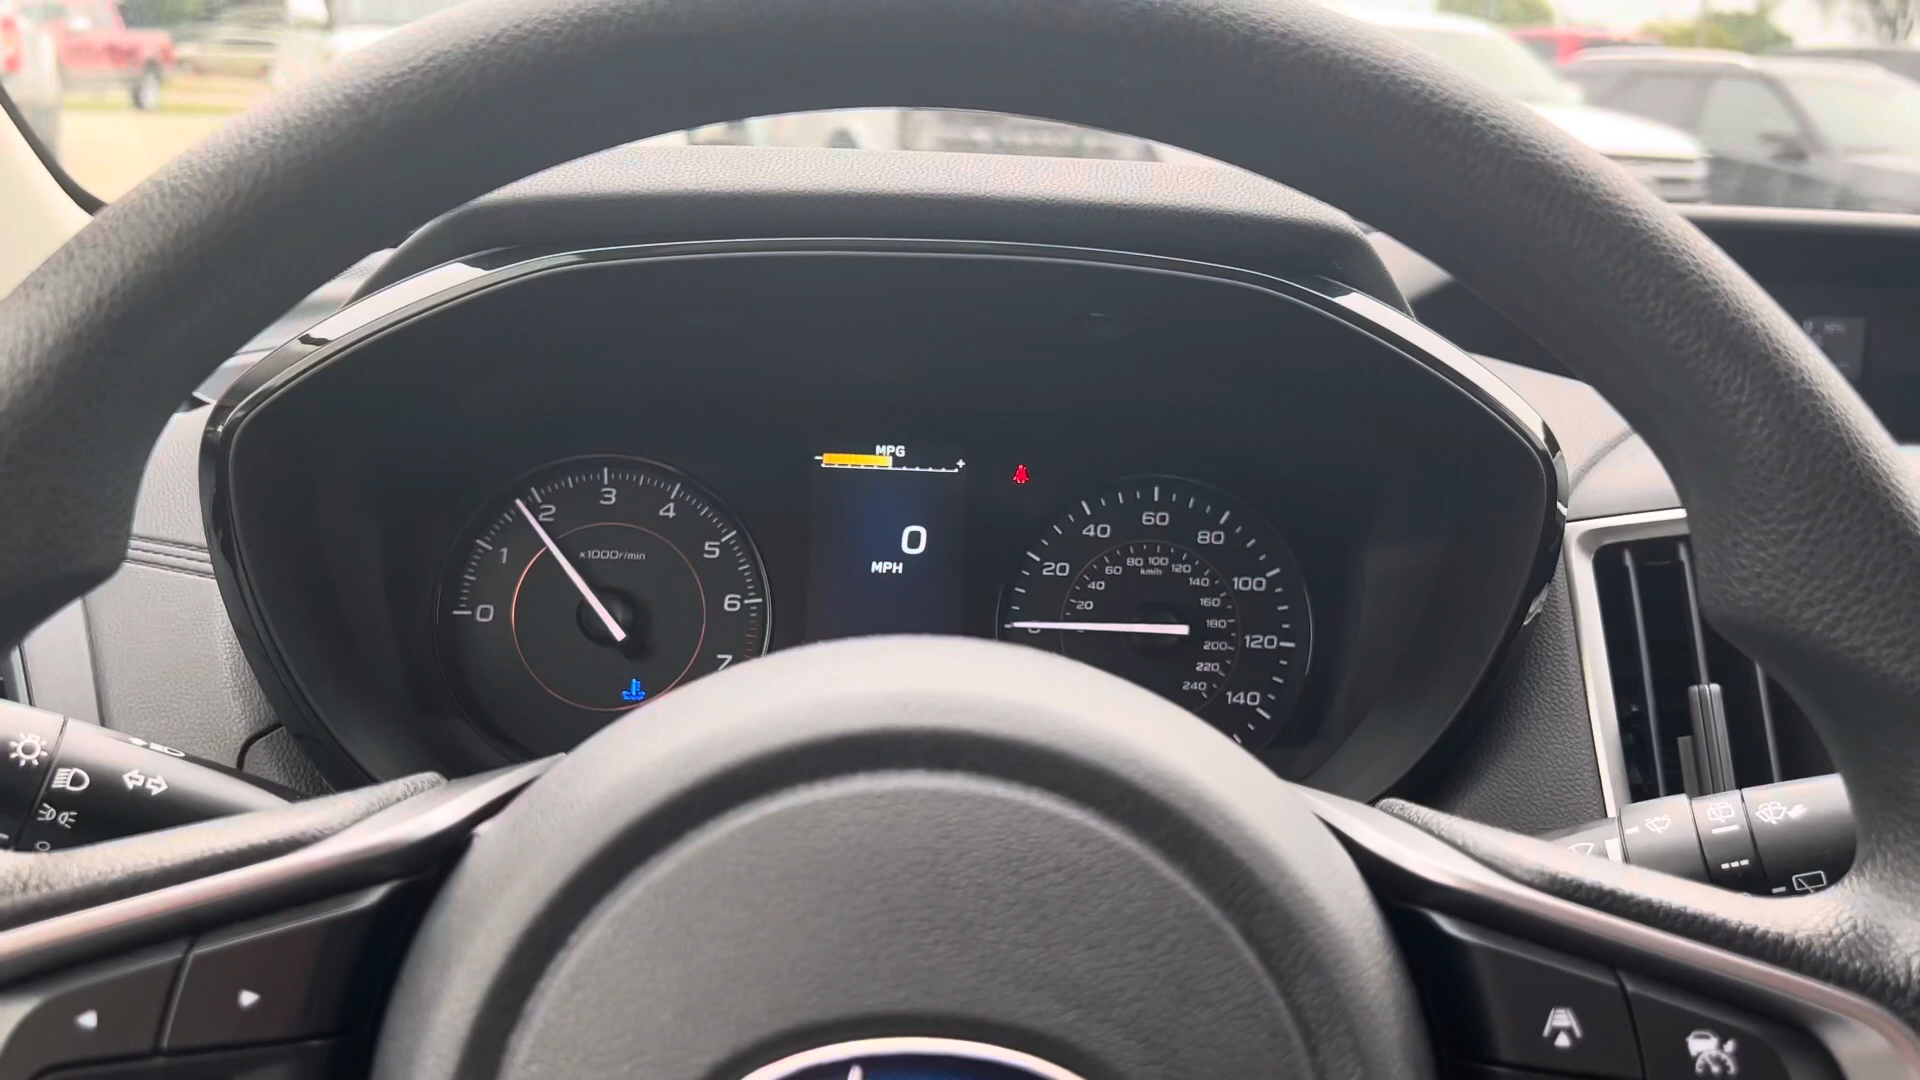 MPG
- +
0
MPH
0 1 2 3 4 5 6 7
x1000r/min
20 40 60 80 100 120 140
20 40 60 80 100 120 140 160 180 200 220 240
km/h